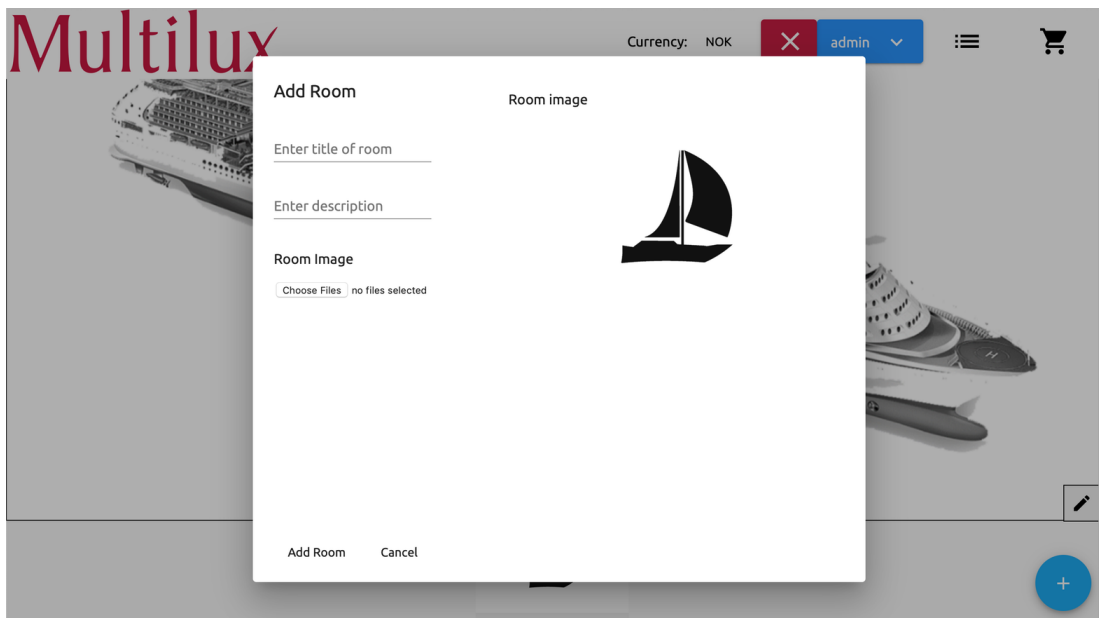 Multilux
Currency: NOK
admin
Add Room
Room image
Enter title of room
Enter description
Room Image
Choose Files no files selected
H
Add Room Cancel